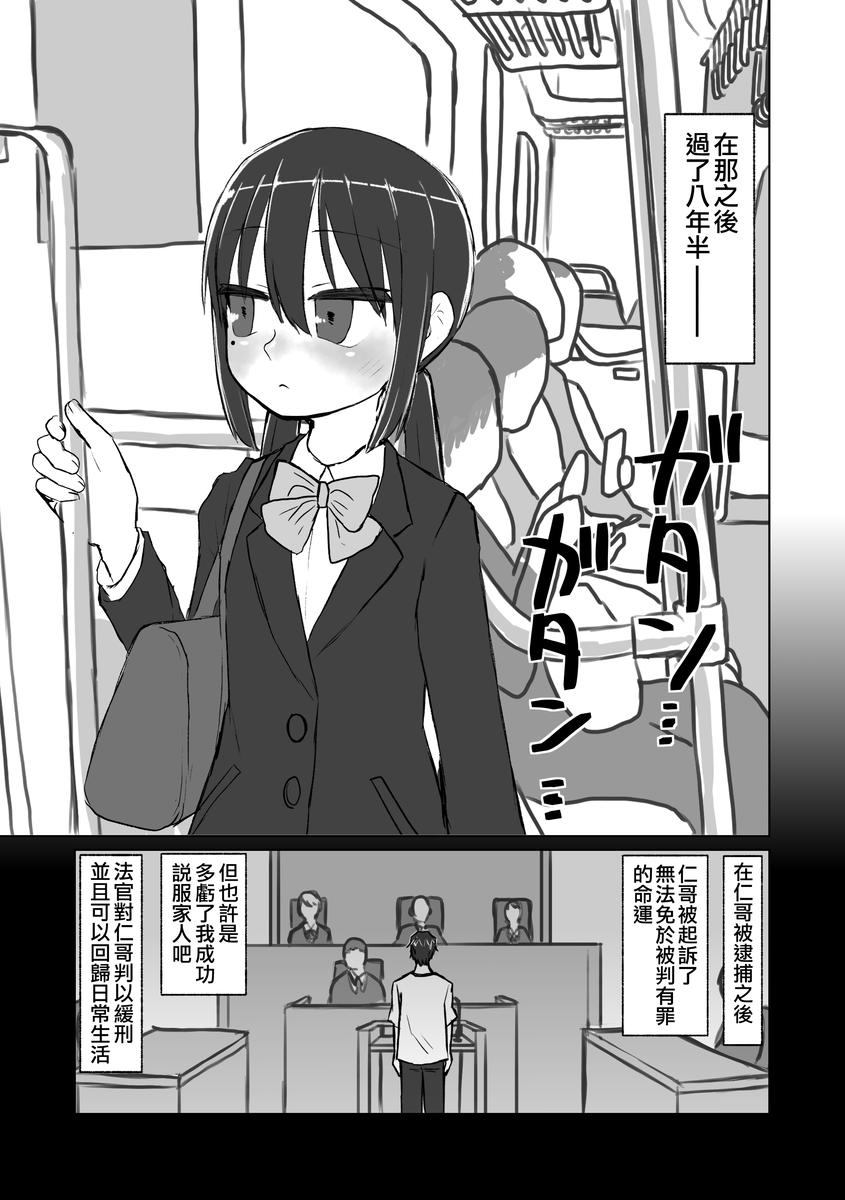 在那之後
過了八年半——
ガタン…
ガタン…
在仁哥被逮捕之後
仁哥被起訴了
無法免於被判有罪
的命運
但也許是
多虧了我成功
説服家人吧
法官對仁哥判以緩刑
並且可以回歸日常生活